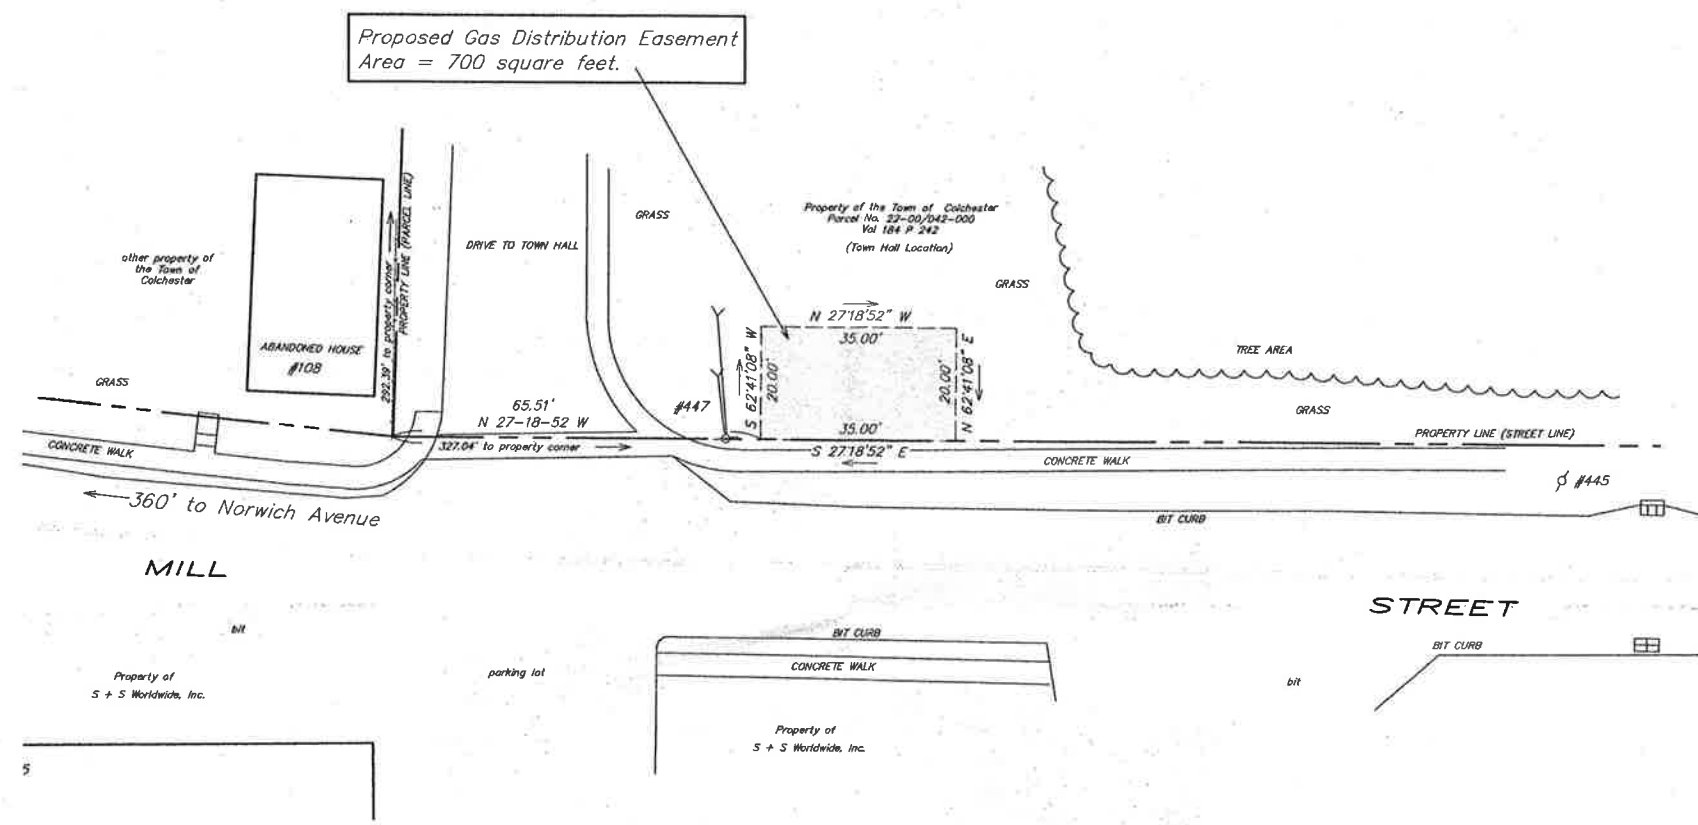 Proposed Gas Distribution Easement
Area = 700 square feet.
other property of
the Town of
Colchester
ABANDONED HOUSE
#108
GRASS
292.39' to property corner
PROPERTY LINE (PARCEL LINE)
DRIVE TO TOWN HALL
GRASS
Property of the Town of Colchester
Parcel No. 22-00/042-000
Vol 184 P 242
(Town Hall Location)
GRASS
N 27°18'52" W
35.00'
S 62°41'08" W
20.00'
20.00'
N 62°41'08" E
35.00'
S 27°18'52" E
TREE AREA
GRASS
65.51'
N 27-18-52 W
#447
327.04' to property corner
PROPERTY LINE (STREET LINE)
CONCRETE WALK
CONCRETE WALK
#445
360' to Norwich Avenue
BIT CURB
MILL
STREET
bit
BIT CURB
BIT CURB
CONCRETE WALK
Property of
S + S Worldwide, Inc.
parking lot
bit
Property of
S + S Worldwide, Inc.
5